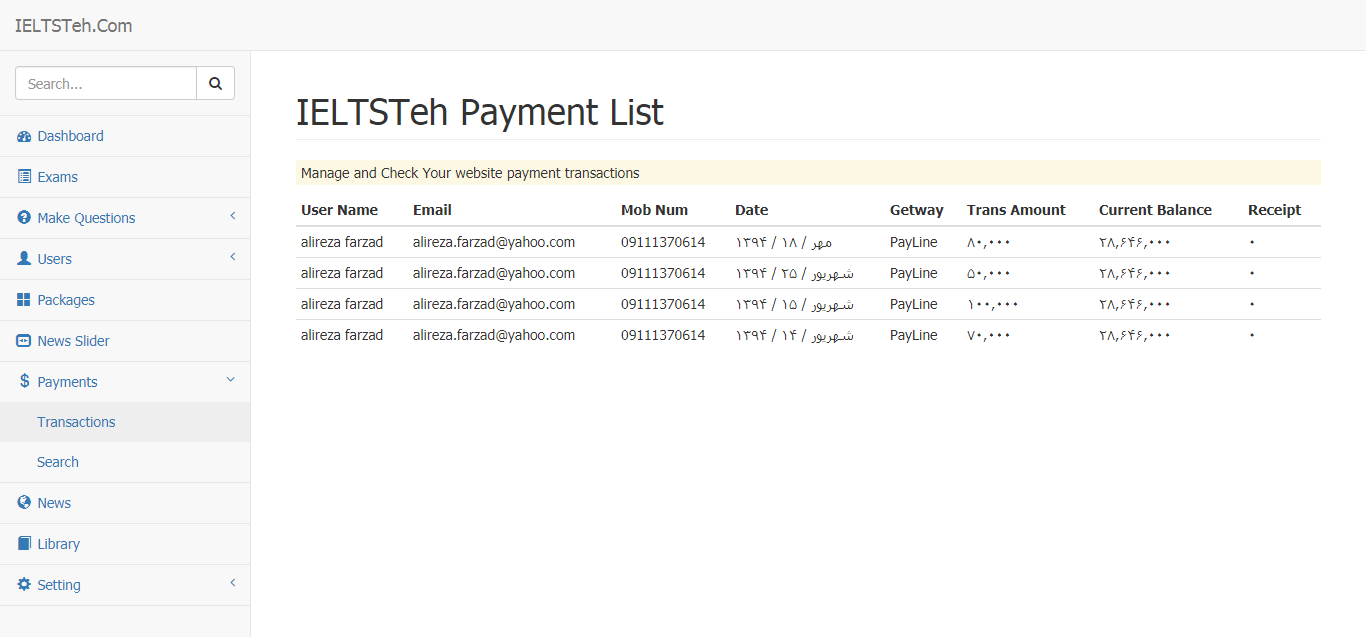 IELTSTeh.Com
Search...
Dashboard
Exams
Make Questions
Users
Packages
News Slider
$ Payments
Transactions
Search
News
Library
Setting
IELTSTeh Payment List
Manage and Check Your website payment transactions
User Name Email Mob Num Date Getway Trans Amount Current Balance Receipt
alireza farzad alireza.farzad@yahoo.com 09111370614 ۱۳۹۴ / ۱۸ / مهر PayLine ۸۰,۰۰۰ ۲۸,۶۴۶,۰۰۰ ۰
alireza farzad alireza.farzad@yahoo.com 09111370614 ۱۳۹۴ / ۲۵ / شهریور PayLine ۵۰,۰۰۰ ۲۸,۶۴۶,۰۰۰ ۰
alireza farzad alireza.farzad@yahoo.com 09111370614 ۱۳۹۴ / ۱۵ / شهریور PayLine ۱۰۰,۰۰۰ ۲۸,۶۴۶,۰۰۰ ۰
alireza farzad alireza.farzad@yahoo.com 09111370614 ۱۳۹۴ / ۱۴ / شهریور PayLine ۷۰,۰۰۰ ۲۸,۶۴۶,۰۰۰ ۰